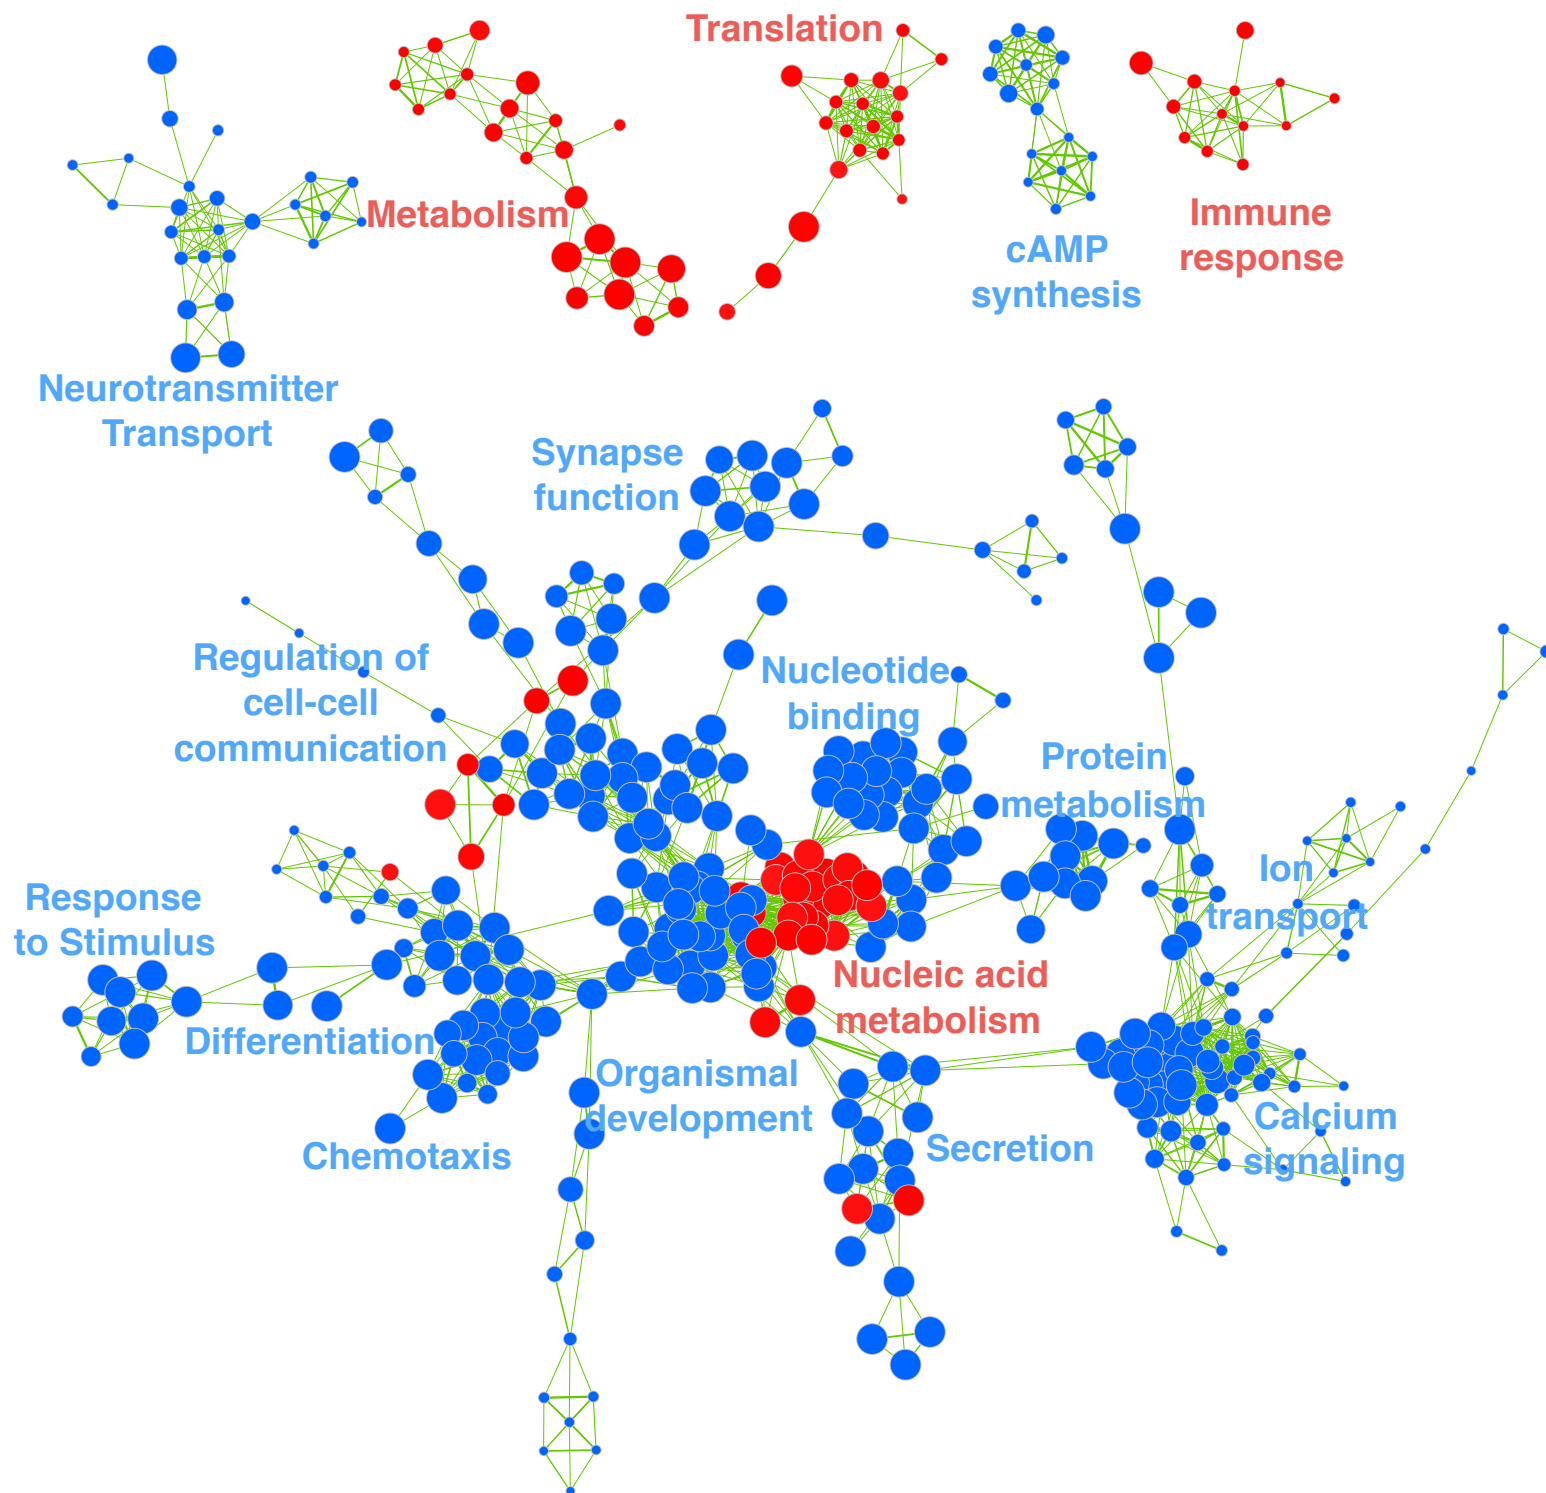 Translation
Metabolism
Immune
response
cAMP
synthesis
Neurotransmitter
Transport
Synapse
function
Regulation of
cell-cell
communication
Nucleotide
binding
Protein
metabolism
Ion
transport
Response
to Stimulus
Nucleic acid
metabolism
Differentiation
Organismal
development
Chemotaxis
Secretion
Calcium
signaling